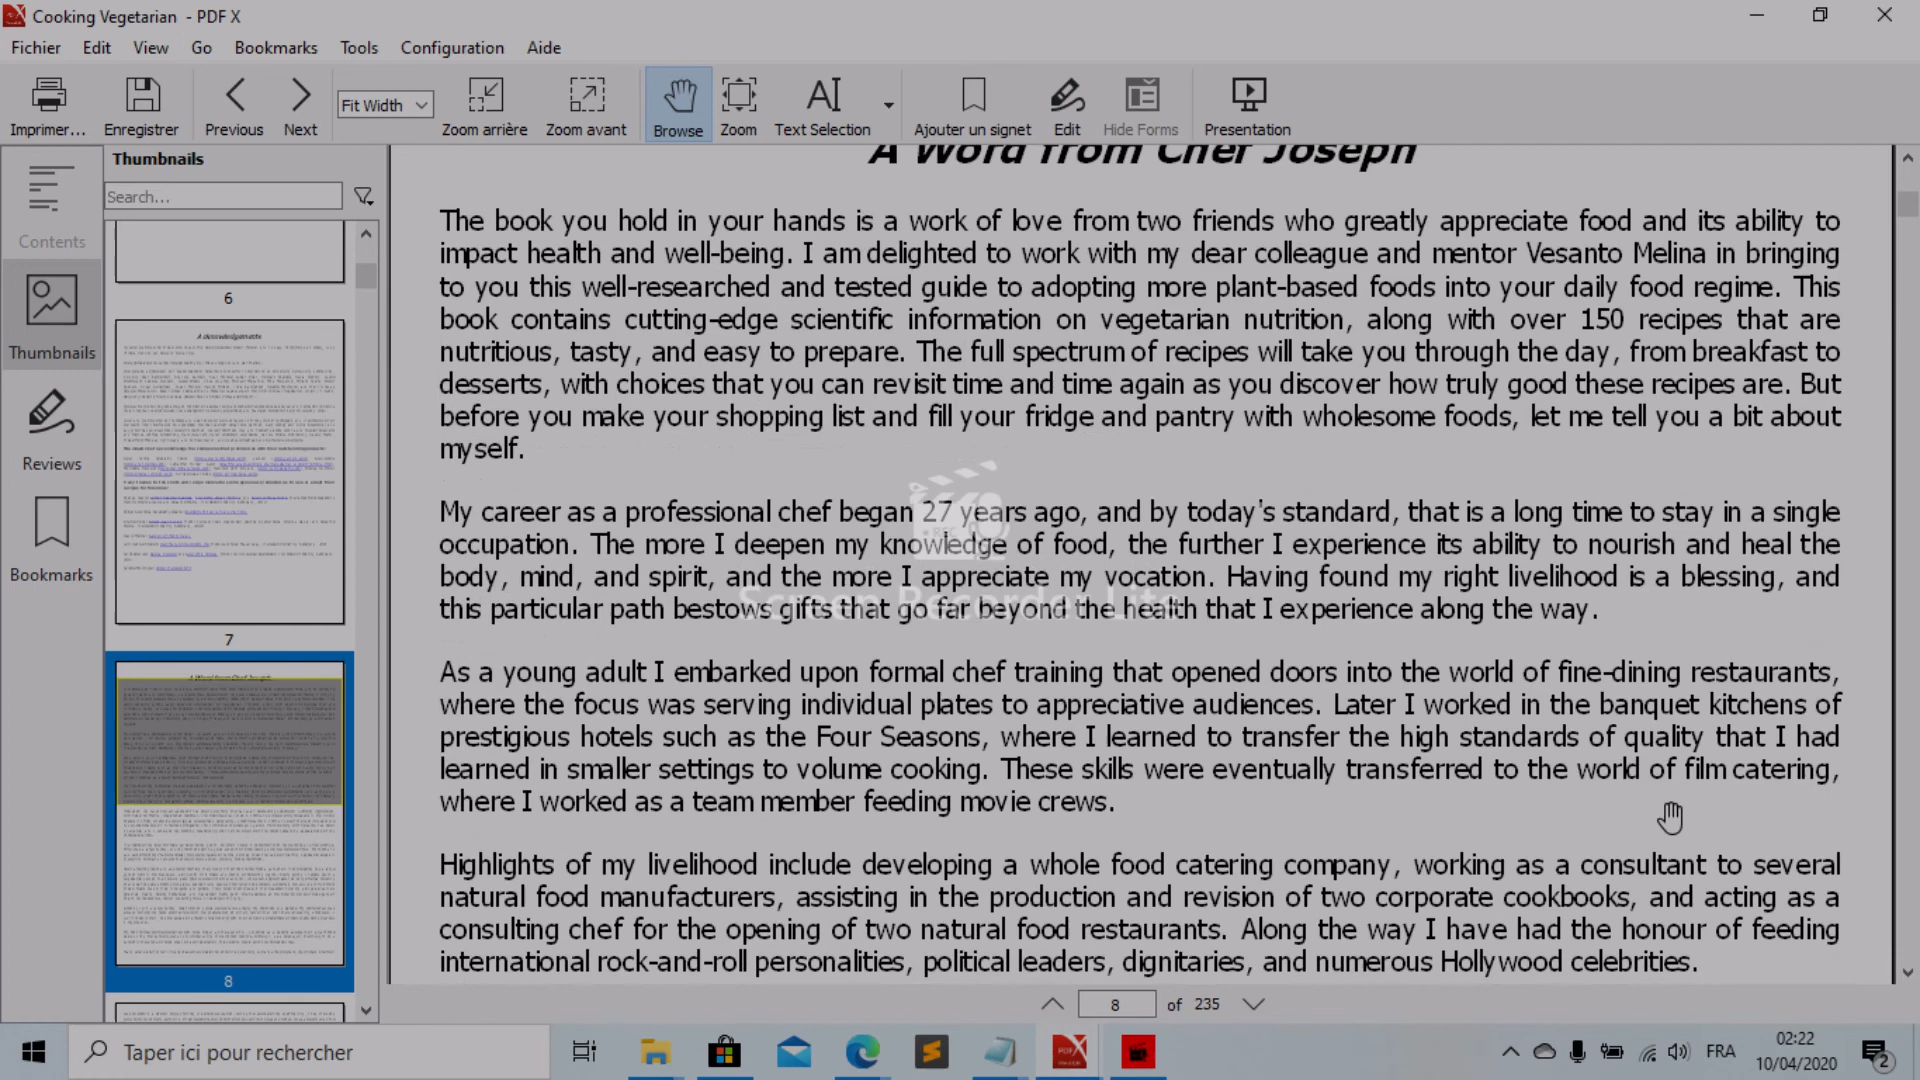 Cooking Vegetarian - PDF X
Fichier Edit View Go Bookmarks Tools Configuration Aide
Imprimer... Enregistrer Previous Next Fit Width Zoom arrière Zoom avant Browse Zoom Text Selection Ajouter un signet Edit Hide Forms Presentation
Contents
Thumbnails
Reviews
Bookmarks
Thumbnails
Search...
6
Acknowledgements
7
A Word from Chef Joseph
8
A Word from Chef Joseph
The book you hold in your hands is a work of love from two friends who greatly appreciate food and its ability to
impact health and well-being. I am delighted to work with my dear colleague and mentor Vesanto Melina in bringing
to you this well-researched and tested guide to adopting more plant-based foods into your daily food regime. This
book contains cutting-edge scientific information on vegetarian nutrition, along with over 150 recipes that are
nutritious, tasty, and easy to prepare. The full spectrum of recipes will take you through the day, from breakfast to
desserts, with choices that you can revisit time and time again as you discover how truly good these recipes are. But
before you make your shopping list and fill your fridge and pantry with wholesome foods, let me tell you a bit about
myself.
My career as a professional chef began 27 years ago, and by today's standard, that is a long time to stay in a single
occupation. The more I deepen my knowledge of food, the further I experience its ability to nourish and heal the
body, mind, and spirit, and the more I appreciate my vocation. Having found my right livelihood is a blessing, and
this particular path bestows gifts that go far beyond the health that I experience along the way.
Screen Recorder Lite
As a young adult I embarked upon formal chef training that opened doors into the world of fine-dining restaurants,
where the focus was serving individual plates to appreciative audiences. Later I worked in the banquet kitchens of
prestigious hotels such as the Four Seasons, where I learned to transfer the high standards of quality that I had
learned in smaller settings to volume cooking. These skills were eventually transferred to the world of film catering,
where I worked as a team member feeding movie crews.
Highlights of my livelihood include developing a whole food catering company, working as a consultant to several
natural food manufacturers, assisting in the production and revision of two corporate cookbooks, and acting as a
consulting chef for the opening of two natural food restaurants. Along the way I have had the honour of feeding
international rock-and-roll personalities, political leaders, dignitaries, and numerous Hollywood celebrities.
8 of 235
Taper ici pour rechercher
FRA
02:22
10/04/2020
2